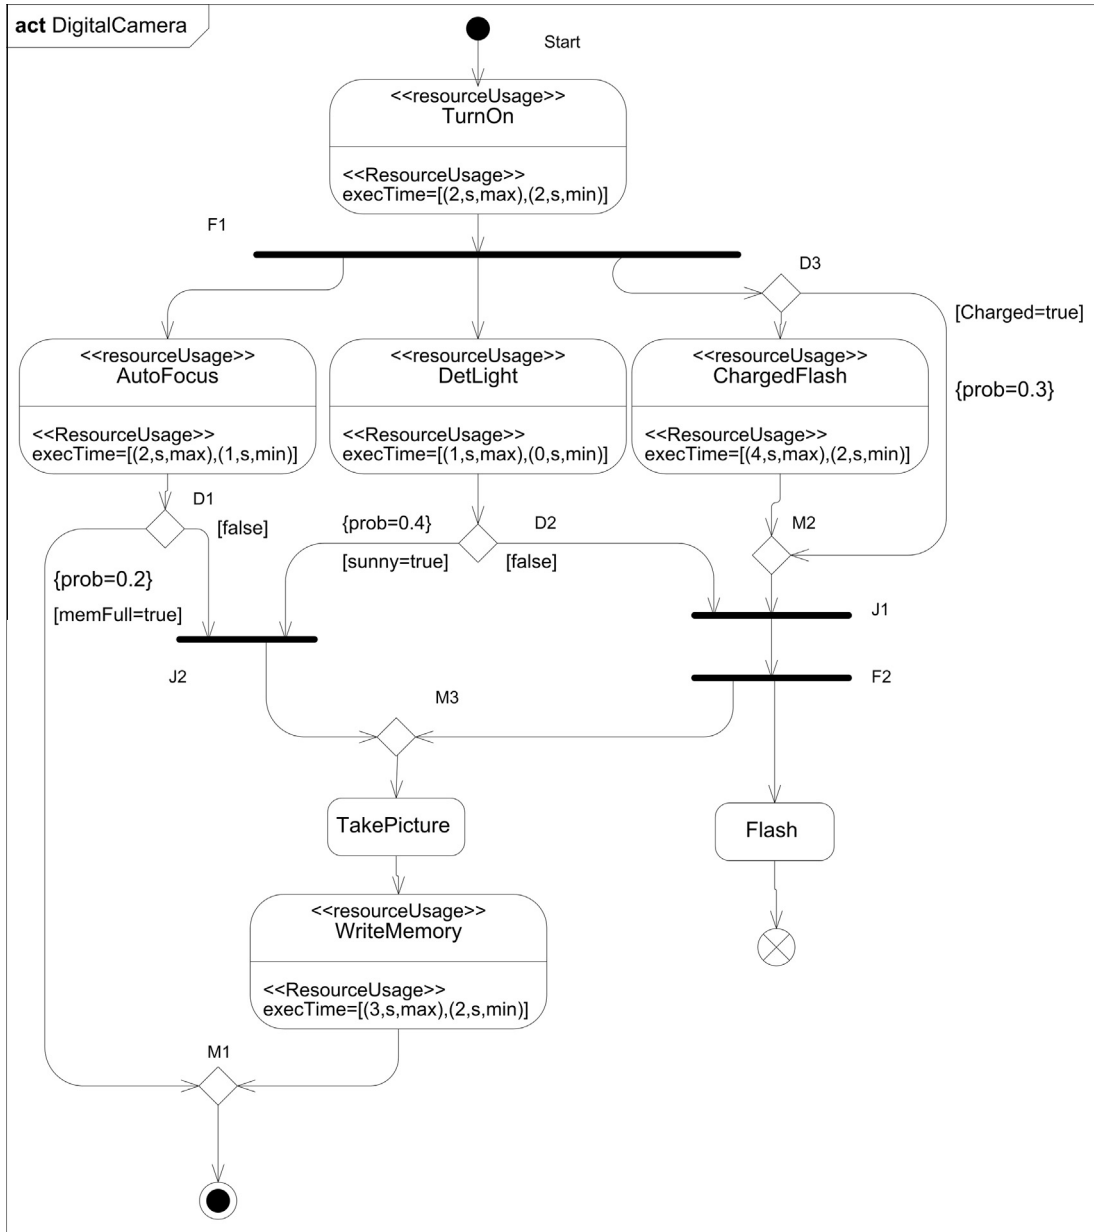 act DigitalCamera
Start
<<resourceUsage>>
TurnOn
<<ResourceUsage>>
execTime=[(2,s,max),(2,s,min)]
F1
D3
[Charged=true]
{prob=0.3}
<<resourceUsage>>
AutoFocus
<<ResourceUsage>>
execTime=[(2,s,max),(1,s,min)]
<<resourceUsage>>
DetLight
<<ResourceUsage>>
execTime=[(1,s,max),(0,s,min)]
<<resourceUsage>>
ChargedFlash
<<ResourceUsage>>
execTime=[(4,s,max),(2,s,min)]
D1
[false]
{prob=0.2}
[memFull=true]
{prob=0.4}
[sunny=true]
D2
[false]
M2
J1
J2
F2
M3
TakePicture
Flash
<<resourceUsage>>
WriteMemory
<<ResourceUsage>>
execTime=[(3,s,max),(2,s,min)]
M1